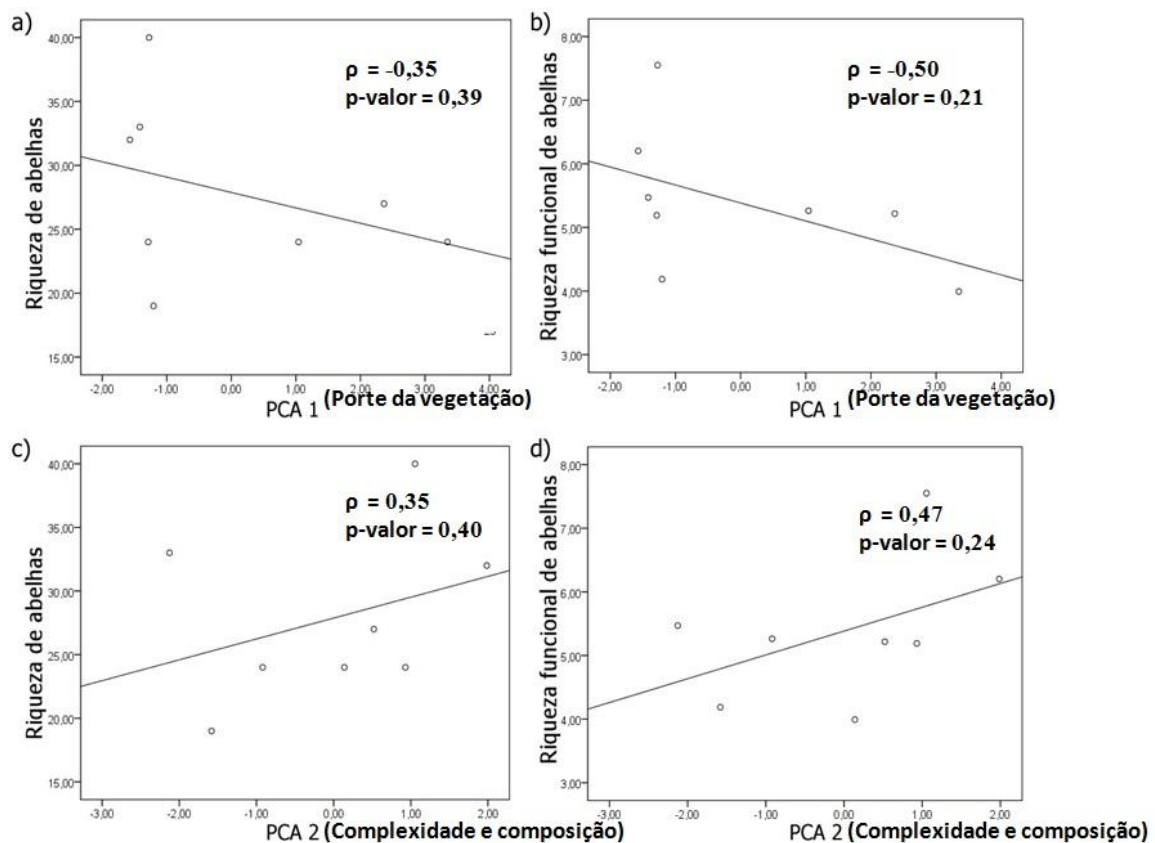 a)
Riqueza de abelhas
40,00
35,00
30,00
25,00
20,00
15,00
ρ = -0,35
p-valor = 0,39
-2,00 -1,00 0,00 1,00 2,00 3,00 4,00
PCA 1 (Porte da vegetação)
b)
Riqueza funcional de abelhas
8,00
7,00
6,00
5,00
4,00
3,00
ρ = -0,50
p-valor = 0,21
-2,00 -1,00 0,00 1,00 2,00 3,00 4,00
PCA 1 (Porte da vegetação)
c)
Riqueza de abelhas
40,00
35,00
30,00
25,00
20,00
15,00
ρ = 0,35
p-valor = 0,40
-3,00 -2,00 -1,00 0,00 1,00 2,00
PCA 2 (Complexidade e composição)
d)
Riqueza funcional de abelhas
8,00
7,00
6,00
5,00
4,00
3,00
ρ = 0,47
p-valor = 0,24
-3,00 -2,00 -1,00 0,00 1,00 2,00
PCA 2 (Complexidade e composição)